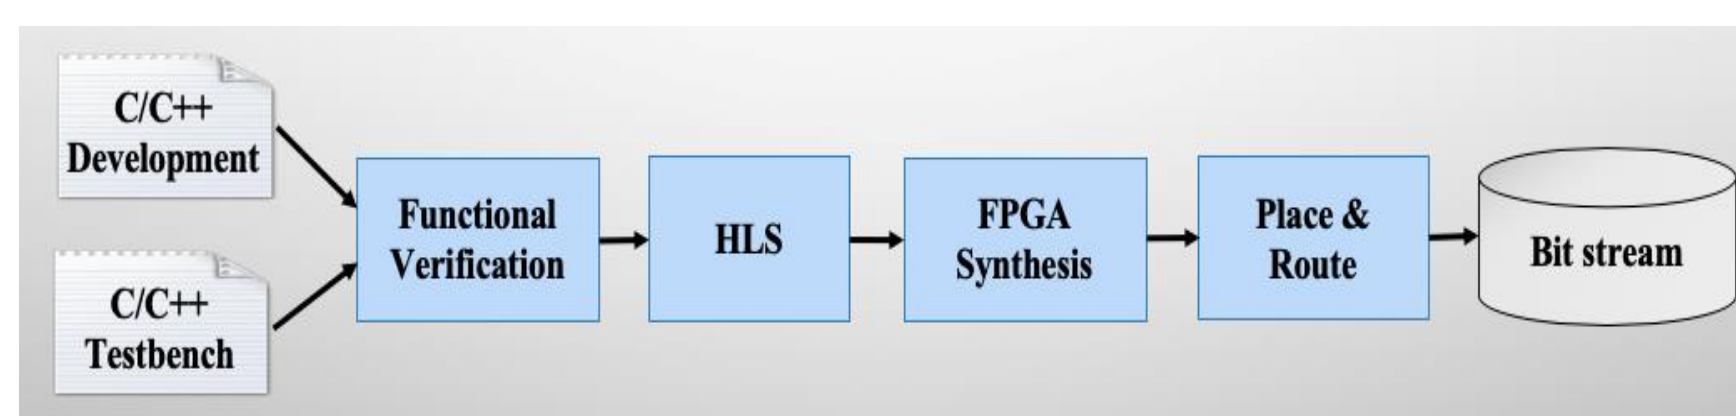 C/C++
Development
C/C++
Testbench
Functional
Verification
HLS
FPGA
Synthesis
Place &
Route
Bit stream